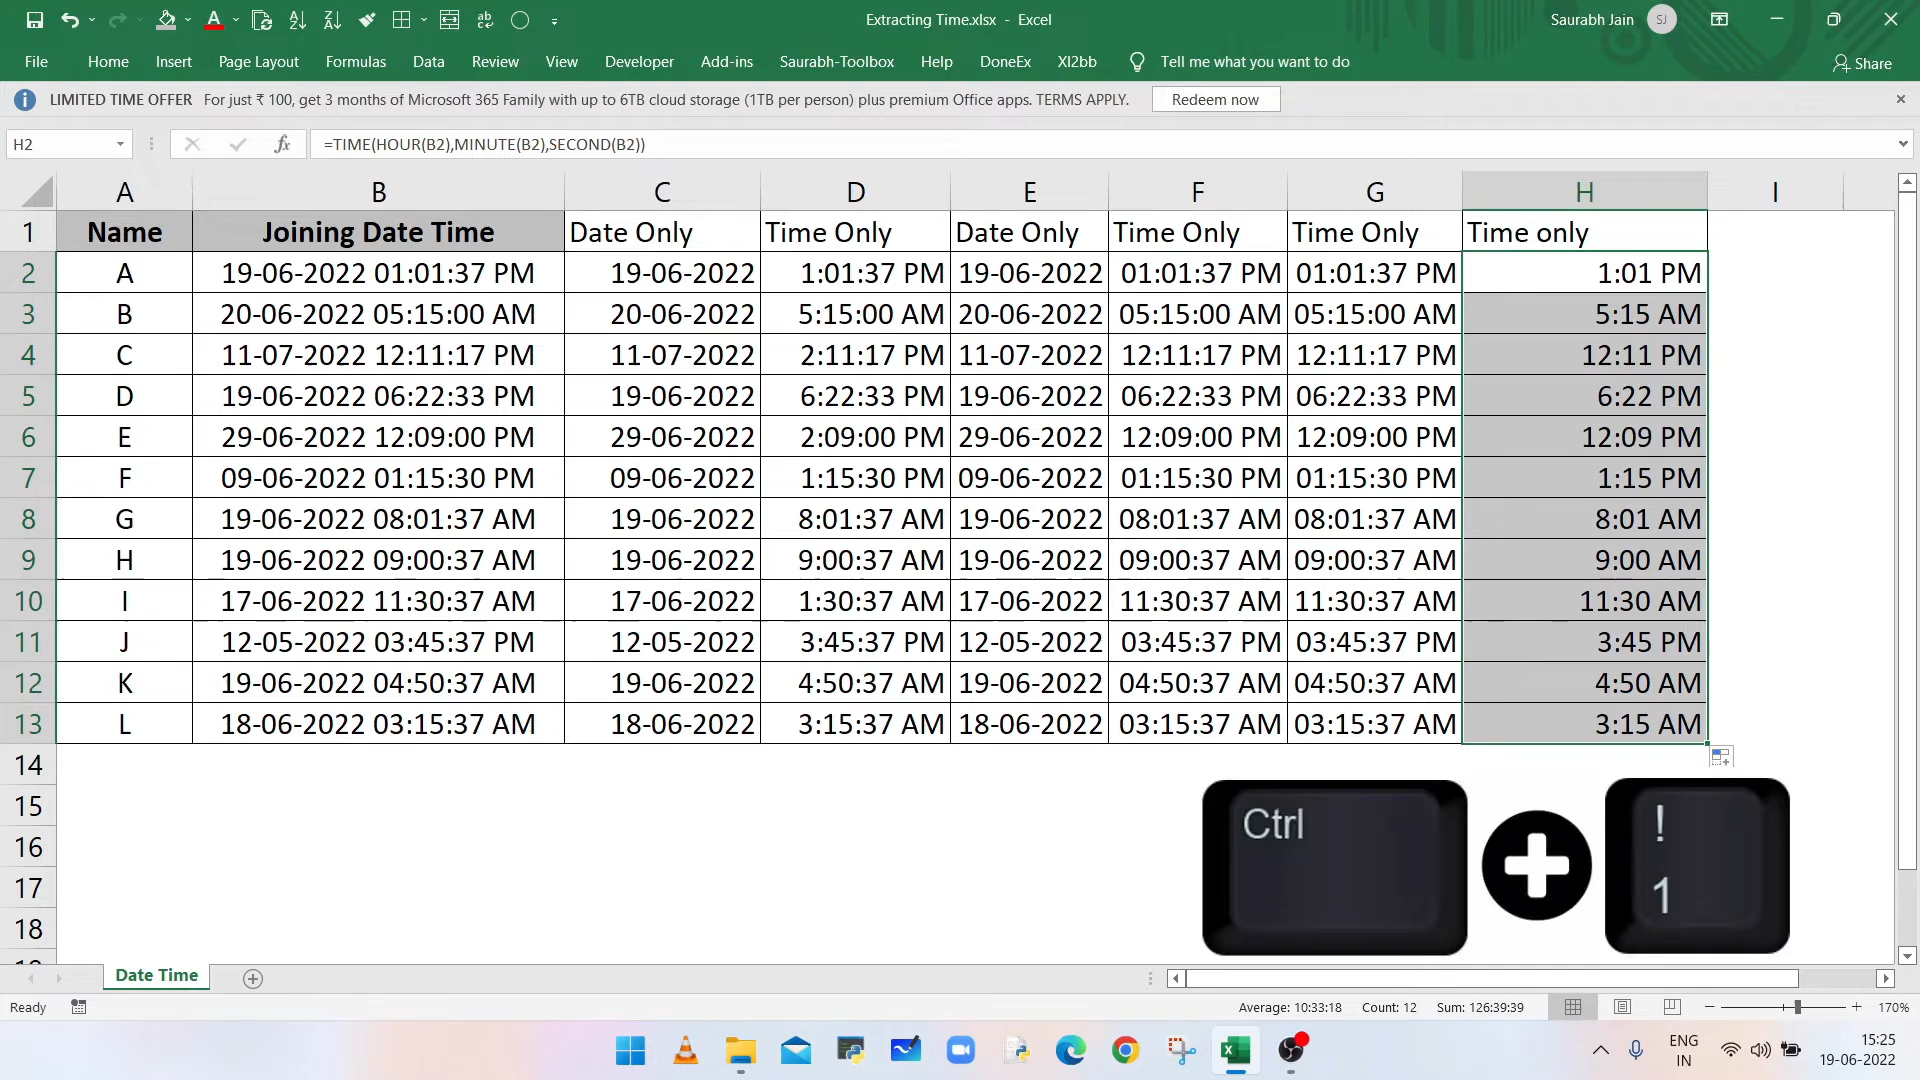 Extracting Time.xlsx - Excel
Saurabh Jain SJ
File Home Insert Page Layout Formulas Data Review View Developer Add-ins Saurabh-Toolbox Help DoneEx Xl2bb Tell me what you want to do Share
LIMITED TIME OFFER For just ₹ 100, get 3 months of Microsoft 365 Family with up to 6TB cloud storage (1TB per person) plus premium Office apps. TERMS APPLY. Redeem now
H2 fx =TIME(HOUR(B2),MINUTE(B2),SECOND(B2))
A B C D E F G H I
1 Name Joining Date Time Date Only Time Only Date Only Time Only Time Only Time only
2 A 19-06-2022 01:01:37 PM 19-06-2022 1:01:37 PM 19-06-2022 01:01:37 PM 01:01:37 PM 1:01 PM
3 B 20-06-2022 05:15:00 AM 20-06-2022 5:15:00 AM 20-06-2022 05:15:00 AM 05:15:00 AM 5:15 AM
4 C 11-07-2022 12:11:17 PM 11-07-2022 2:11:17 PM 11-07-2022 12:11:17 PM 12:11:17 PM 12:11 PM
5 D 19-06-2022 06:22:33 PM 19-06-2022 6:22:33 PM 19-06-2022 06:22:33 PM 06:22:33 PM 6:22 PM
6 E 29-06-2022 12:09:00 PM 29-06-2022 2:09:00 PM 29-06-2022 12:09:00 PM 12:09:00 PM 12:09 PM
7 F 09-06-2022 01:15:30 PM 09-06-2022 1:15:30 PM 09-06-2022 01:15:30 PM 01:15:30 PM 1:15 PM
8 G 19-06-2022 08:01:37 AM 19-06-2022 8:01:37 AM 19-06-2022 08:01:37 AM 08:01:37 AM 8:01 AM
9 H 19-06-2022 09:00:37 AM 19-06-2022 9:00:37 AM 19-06-2022 09:00:37 AM 09:00:37 AM 9:00 AM
10 I 17-06-2022 11:30:37 AM 17-06-2022 1:30:37 AM 17-06-2022 11:30:37 AM 11:30:37 AM 11:30 AM
11 J 12-05-2022 03:45:37 PM 12-05-2022 3:45:37 PM 12-05-2022 03:45:37 PM 03:45:37 PM 3:45 PM
12 K 19-06-2022 04:50:37 AM 19-06-2022 4:50:37 AM 19-06-2022 04:50:37 AM 04:50:37 AM 4:50 AM
13 L 18-06-2022 03:15:37 AM 18-06-2022 3:15:37 AM 18-06-2022 03:15:37 AM 03:15:37 AM 3:15 AM
14
15
16
17
18
Ctrl
!
1
Date Time
Ready Average: 10:33:18 Count: 12 Sum: 126:39:39 170%
ENG
IN
15:25
19-06-2022